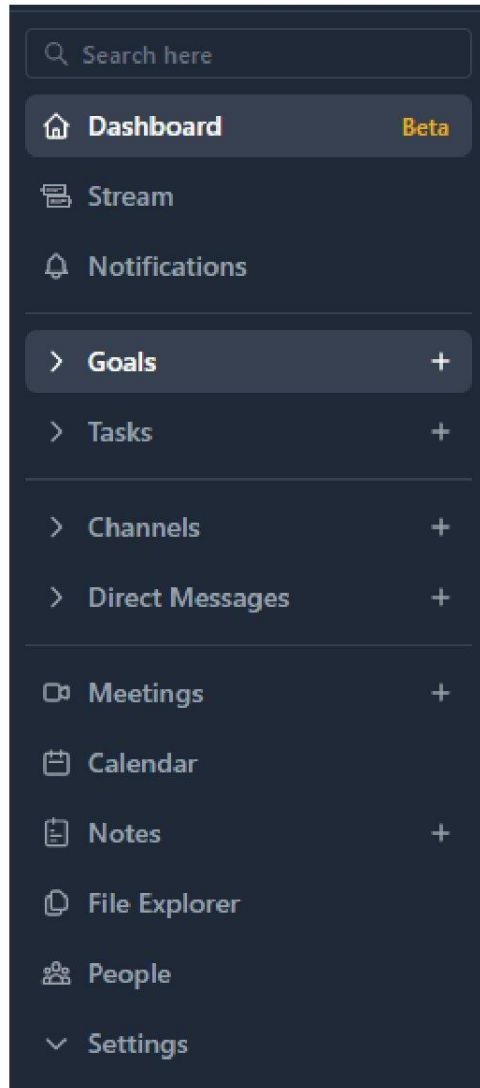 Search here
Dashboard Beta
Stream
Notifications
Goals +
Tasks +
Channels +
Direct Messages +
Meetings +
Calendar
Notes +
File Explorer
People
Settings